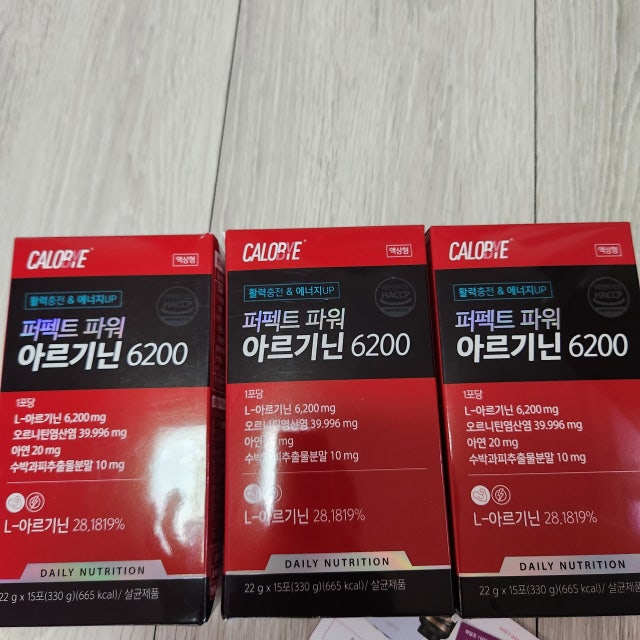 CALOBYE
액상형
활력충전 & 에너지UP
HACCP
퍼펙트 파워
아르기닌 6200
1포당
L-아르기닌 6,200 mg
오르니틴염산염 39.996 mg
아연 20 mg
수박과피추출물분말 10 mg
L-아르기닌 28.1819%
DAILY NUTRITION
22 g x 15포(330 g)(665 kcal)/ 살균제품
CALOBYE
액상형
활력충전 & 에너지UP
HACCP
퍼펙트 파워
아르기닌 6200
1포당
L-아르기닌 6,200 mg
오르니틴염산염 39.996 mg
아연 mg
수박과피추출물분말 10 mg
L-아르기닌 28.1819%
DAILY NUTRITION
22 g x 15포(330 g)(665 kcal)/ 살균제품
CALOBYE
액상형
활력충전 & 에너지UP
HACCP
퍼펙트 파워
아르기닌 6200
1포당
L-아르기닌 6,200 mg
오르니틴염산염 39.996 mg
아연 20 mg
수박과피추출물분말 10 mg
L-아르기닌 28.1819%
DAILY NUTRITION
22 g x 15포(330 g)(665 kcal)/ 살균제품